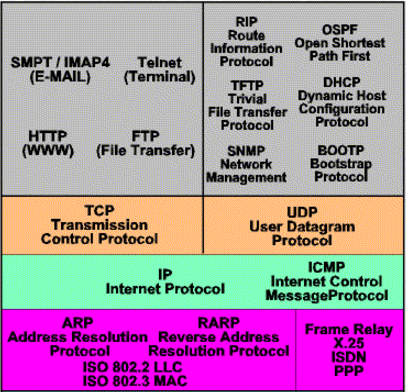 SMPT / IMAP4
(E-MAIL)
Telnet
(Terminal)
HTTP
(WWW)
FTP
(File Transfer)
RIP
Route
Information
Protocol
OSPF
Open Shortest
Path First
TFTP
Trivial
File Transfer
Protocol
DHCP
Dynamic Host
Configuration
Protocol
SNMP
Network
Management
BOOTP
Bootstrap
Protocol
TCP
Transmission
Control Protocol
UDP
User Datagram
Protocol
IP
Internet Protocol
ICMP
Internet Control
MessageProtocol
ARP
Address Resolution
Protocol
RARP
Reverse Address
Resolution Protocol
ISO 802.2 LLC
ISO 802.3 MAC
Frame Relay
X.25
ISDN
PPP